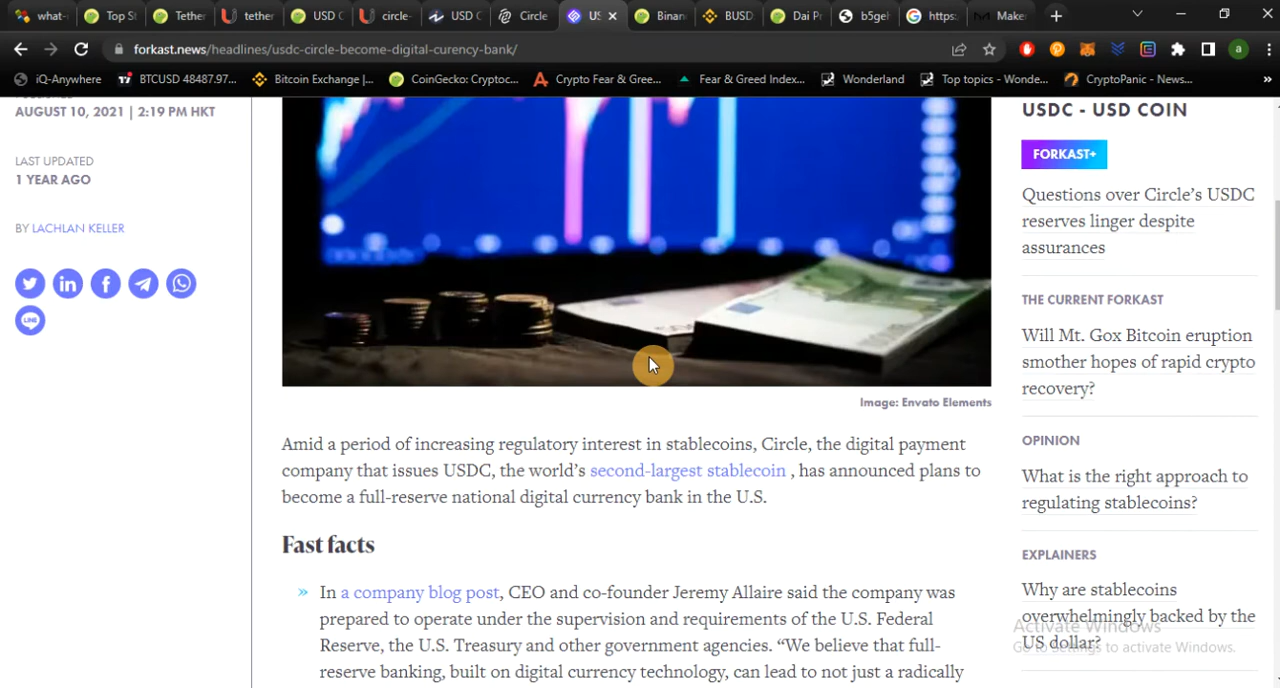 what-
Top St
Tether
tether
USD C
circle-
USD C
Circle
US
Binan
BUSD
Dai Pr
b5geh
https:
Maker
forkast.news/headlines/usdc-circle-become-digital-curency-bank/
a
iQ-Anywhere
BTCUSD 48487.97...
Bitcoin Exchange |...
CoinGecko: Cryptoc...
Crypto Fear & Gree...
Fear & Greed Index...
Wonderland
Top topics - Wonde...
CryptoPanic - News...
»
AUGUST 10, 2021 | 2:19 PM HKT
LAST UPDATED
1 YEAR AGO
BY LACHLAN KELLER
LINE
Image: Envato Elements
Amid a period of increasing regulatory interest in stablecoins, Circle, the digital payment
company that issues USDC, the world's second-largest stablecoin , has announced plans to
become a full-reserve national digital currency bank in the U.S.
Fast facts
» In a company blog post, CEO and co-founder Jeremy Allaire said the company was
prepared to operate under the supervision and requirements of the U.S. Federal
Reserve, the U.S. Treasury and other government agencies. “We believe that full-
reserve banking, built on digital currency technology, can lead to not just a radically
USDC - USD COIN
FORKAST+
Questions over Circle's USDC
reserves linger despite
assurances
THE CURRENT FORKAST
Will Mt. Gox Bitcoin eruption
smother hopes of rapid crypto
recovery?
OPINION
What is the right approach to
regulating stablecoins?
EXPLAINERS
Why are stablecoins
overwhelmingly backed by the
US dollar?
Activate Windows
Go to Settings to activate Windows.